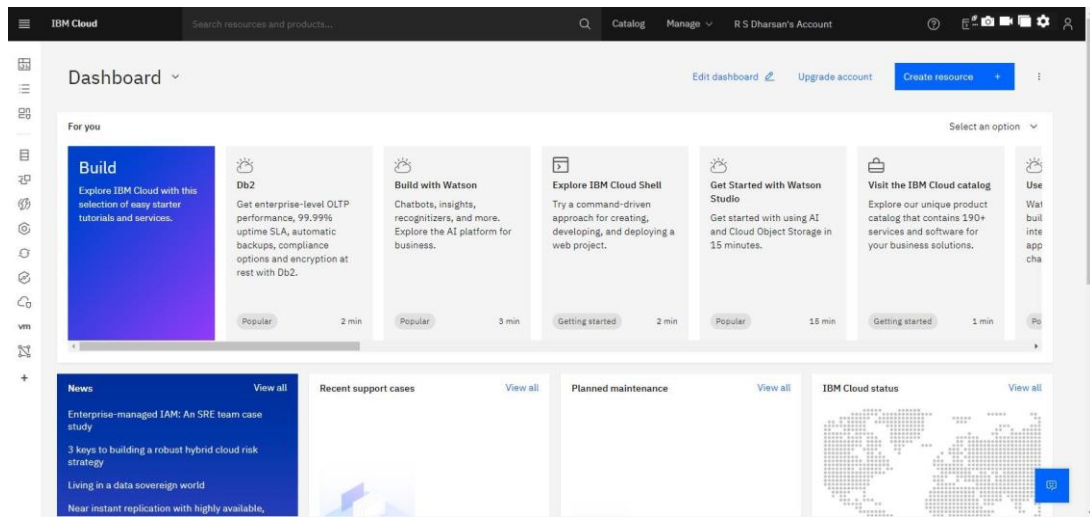 IBM Cloud
Search resources and products...
Catalog
Manage
R S Dharsan's Account
Dashboard
Edit dashboard
Upgrade account
Create resource +
For you
Select an option
Build
Explore IBM Cloud with this
selection of easy starter
tutorials and services.
Db2
Get enterprise-level OLTP
performance, 99.99%
uptime SLA, automatic
backups, compliance
options and encryption at
rest with Db2.
Popular
2 min
Build with Watson
Chatbots, insights,
recognizers, and more.
Explore the AI platform for
business.
Popular
3 min
Explore IBM Cloud Shell
Try a command-driven
approach for creating,
developing, and deploying a
web project.
Getting started
2 min
Get Started with Watson
Studio
Get started with using AI
and Cloud Object Storage in
15 minutes.
Popular
15 min
Visit the IBM Cloud catalog
Explore our unique product
catalog that contains 190+
services and software for
your business solutions.
Getting started
1 min
Use
Wat
buil
inte
app
cha
Po
vm
News
View all
Enterprise-managed IAM: An SRE team case
study
3 keys to building a robust hybrid cloud risk
strategy
Living in a data sovereign world
Near instant replication with highly available,
Recent support cases
View all
Planned maintenance
View all
IBM Cloud status
View all